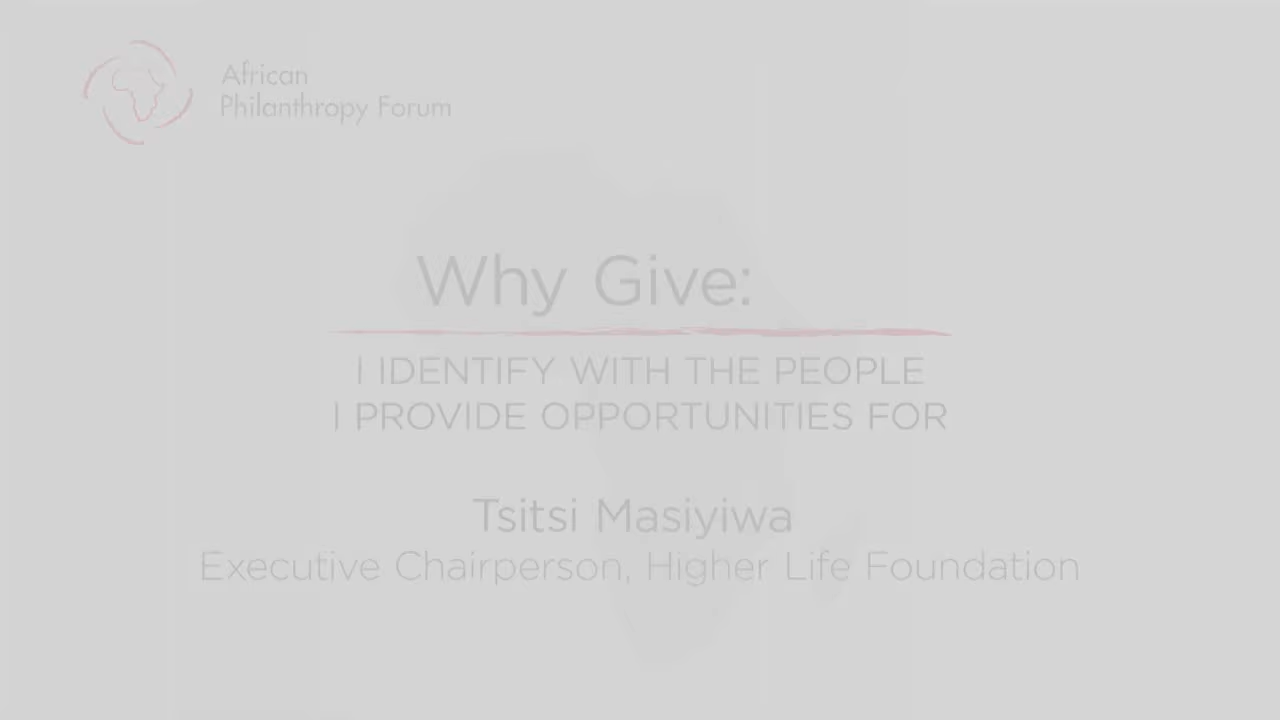 African
Philanthropy Forum
Why Give:
I IDENTIFY WITH THE PEOPLE
I PROVIDE OPPORTUNITIES FOR
Tsitsi Masiyiwa
Executive Chairperson, Higher Life Foundation